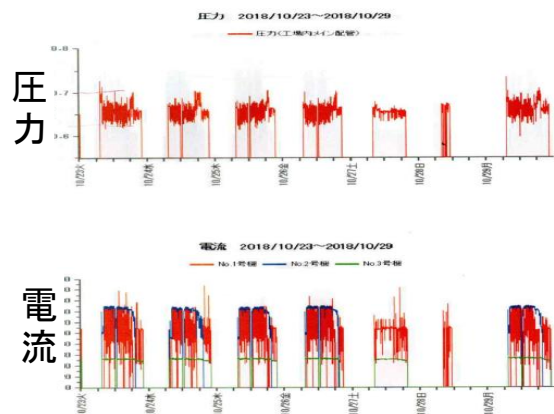 圧力 2018/10/23～2018/10/29
圧力(工場内メイン配管)
圧力
0.8
0.7
0.6
10/23火
10/24水
10/25木
10/26金
10/27土
10/28日
10/29月
電流 2018/10/23～2018/10/29
No.1号機 No.2号機 No.3号機
電流
10/23火
10/24水
10/25木
10/26金
10/27土
10/28日
10/29月